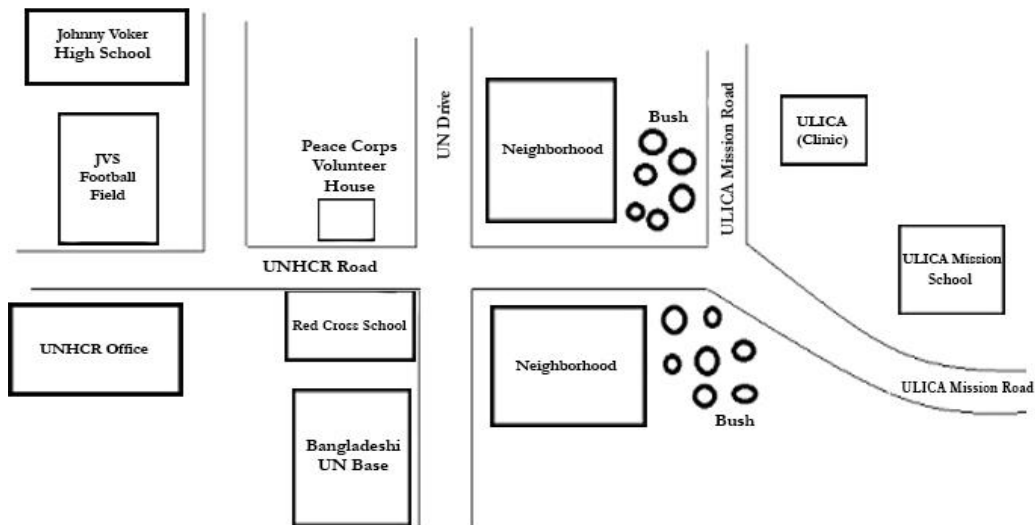 Johnny Voker
High School
JVS
Football
Field
Peace Corps
Volunteer
House
UN Drive
Neighborhood
Bush
ULICA Mission Road
ULICA
(Clinic)
ULICA Mission
School
UNHCR Road
UNHCR Office
Red Cross School
Bangladeshi
UN Base
Neighborhood
Bush
ULICA Mission Road